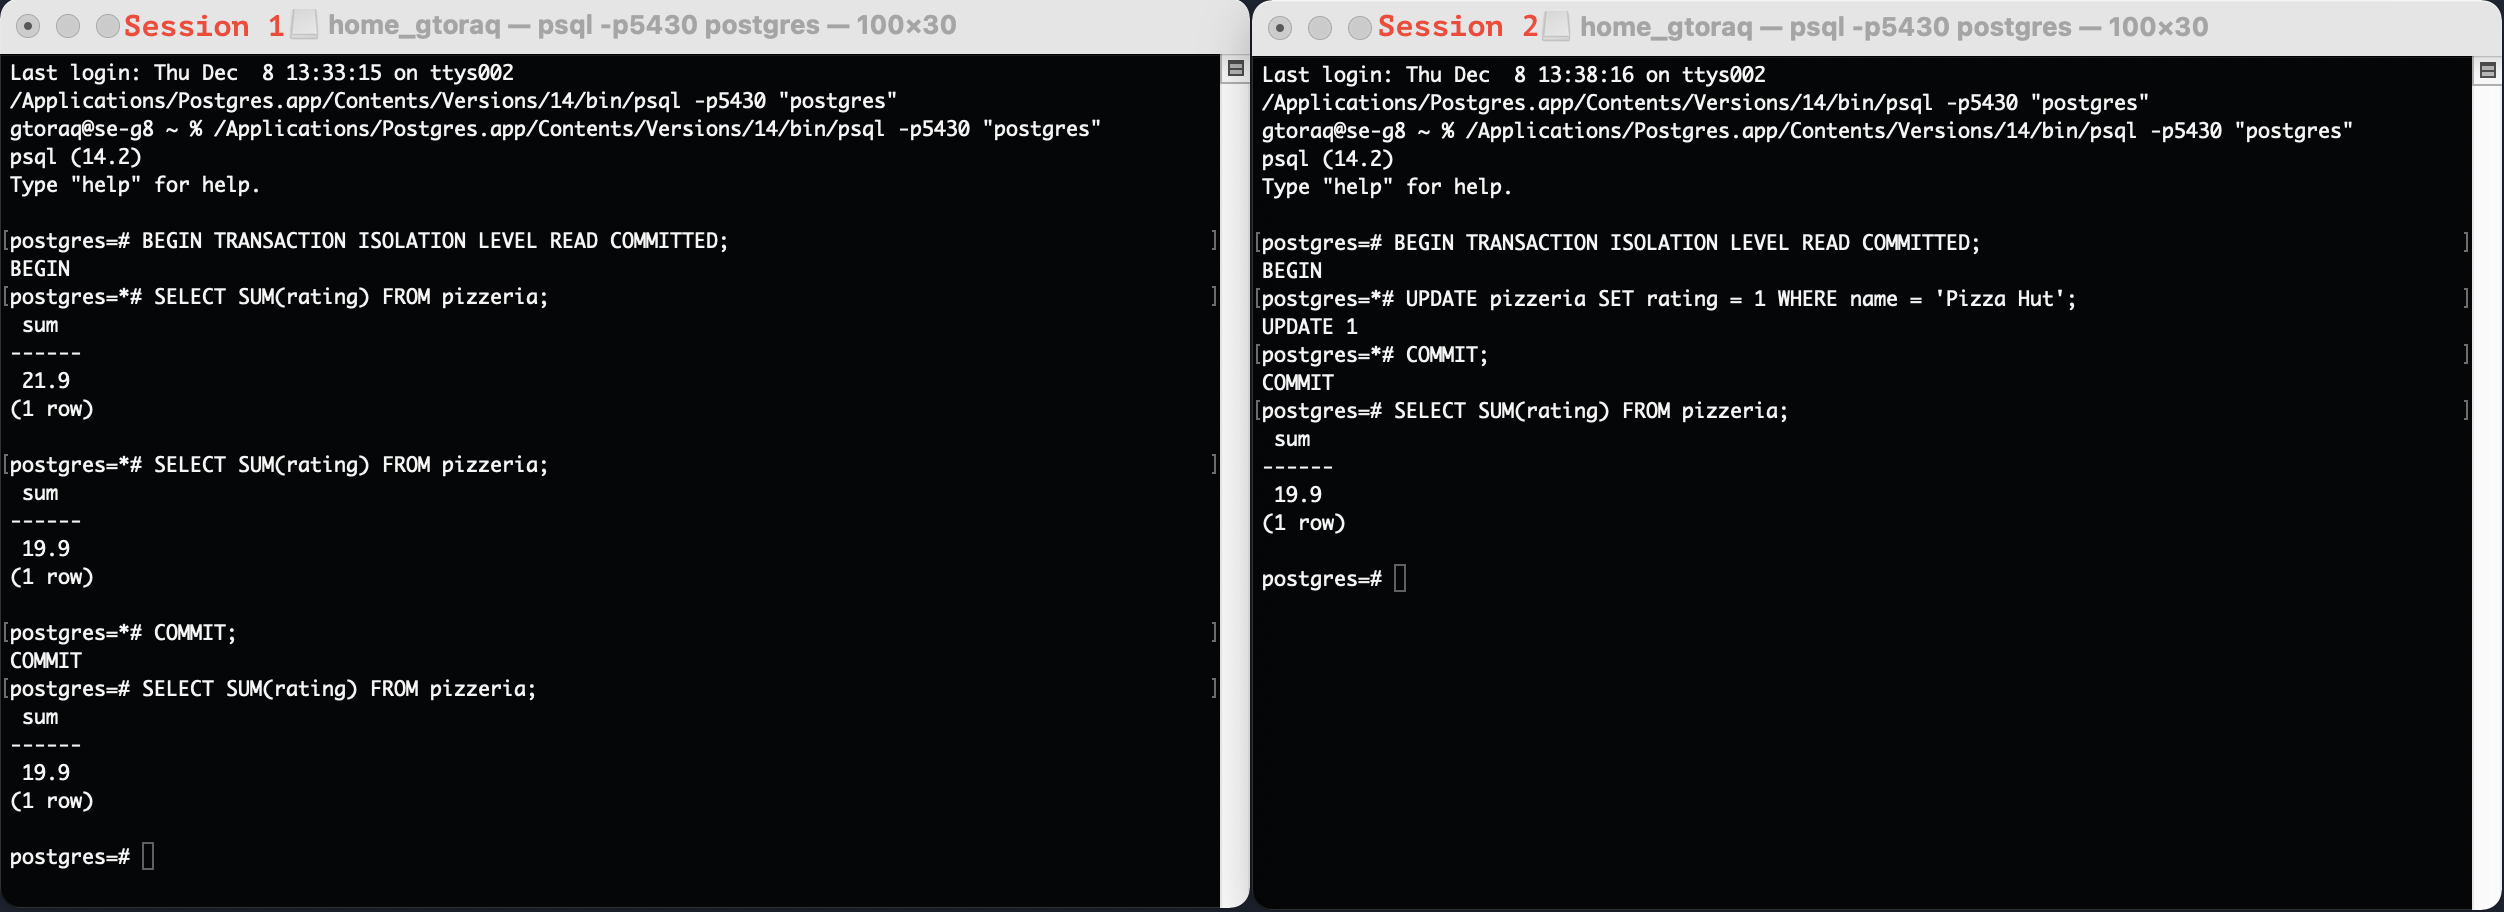 Session 1 home_gtoraq — psql -p5430 postgres — 100×30
Last login: Thu Dec  8 13:33:15 on ttys002
/Applications/Postgres.app/Contents/Versions/14/bin/psql -p5430 "postgres"
gtoraq@se-g8 ~ % /Applications/Postgres.app/Contents/Versions/14/bin/psql -p5430 "postgres"
psql (14.2)
Type "help" for help.
[postgres=# BEGIN TRANSACTION ISOLATION LEVEL READ COMMITTED; ]
BEGIN
[postgres=*# SELECT SUM(rating) FROM pizzeria; ]
 sum
------
 21.9
(1 row)
[postgres=*# SELECT SUM(rating) FROM pizzeria; ]
 sum
------
 19.9
(1 row)
[postgres=*# COMMIT; ]
COMMIT
[postgres=# SELECT SUM(rating) FROM pizzeria; ]
 sum
------
 19.9
(1 row)
postgres=#
Session 2 home_gtoraq — psql -p5430 postgres — 100×30
Last login: Thu Dec  8 13:38:16 on ttys002
/Applications/Postgres.app/Contents/Versions/14/bin/psql -p5430 "postgres"
gtoraq@se-g8 ~ % /Applications/Postgres.app/Contents/Versions/14/bin/psql -p5430 "postgres"
psql (14.2)
Type "help" for help.
[postgres=# BEGIN TRANSACTION ISOLATION LEVEL READ COMMITTED; ]
BEGIN
[postgres=*# UPDATE pizzeria SET rating = 1 WHERE name = 'Pizza Hut'; ]
UPDATE 1
[postgres=*# COMMIT; ]
COMMIT
[postgres=# SELECT SUM(rating) FROM pizzeria; ]
 sum
------
 19.9
(1 row)
postgres=#